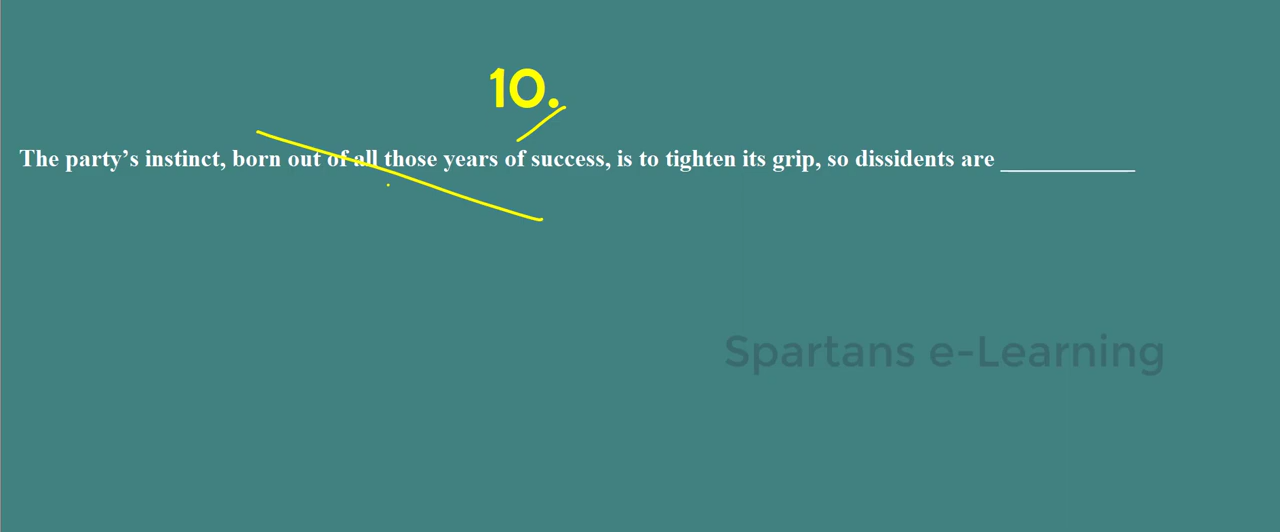 10.
The party’s instinct, born out of all those years of success, is to tighten its grip, so dissidents are ___________
Spartans e-Learning